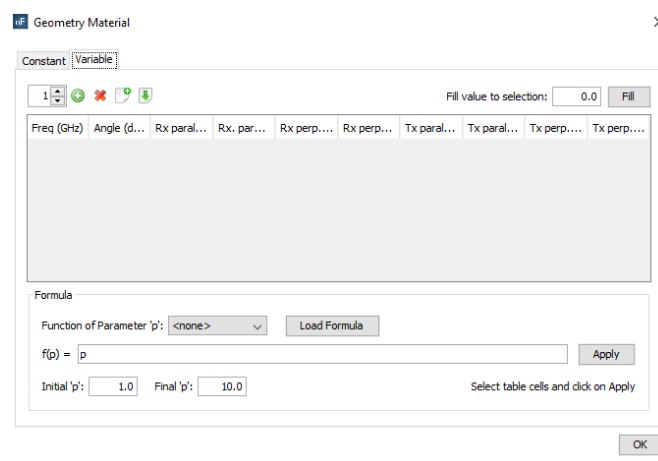 nF Geometry Material
Constant Variable
1 Fill value to selection: 0.0 Fill
Freq (GHz) Angle (d... Rx paral... Rx. par... Rx perp.... Rx perp... Tx paral... Tx paral... Tx perp.... Tx perp....
Formula
Function of Parameter 'p': <none> Load Formula
f(p) = p Apply
Initial 'p': 1.0 Final 'p': 10.0 Select table cells and click on Apply
OK